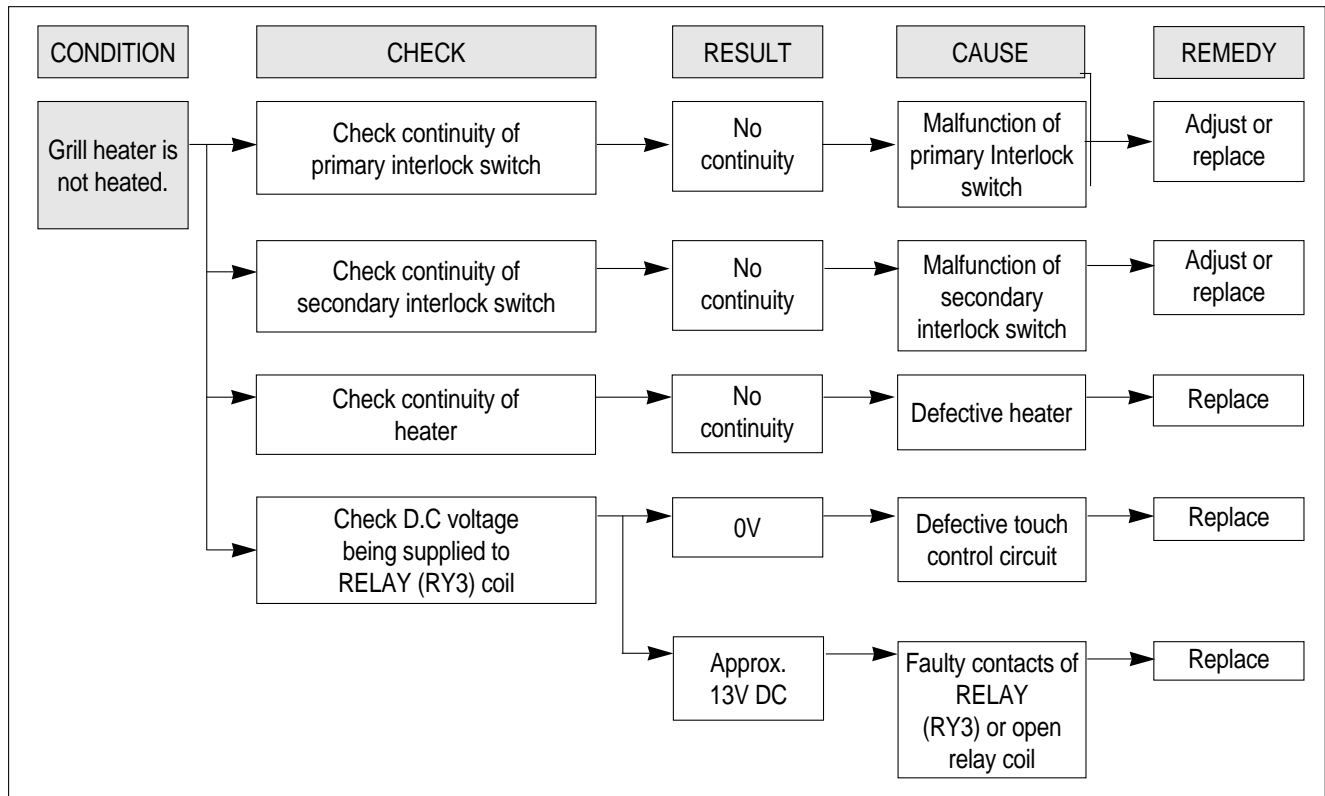 CONDITION
CHECK
RESULT
CAUSE
REMEDY
Grill heater is
not heated.
Check continuity of
primary interlock switch
No
continuity
Malfunction of
primary Interlock
switch
Adjust or
replace
Check continuity of
secondary interlock switch
No
continuity
Malfunction of
secondary
interlock switch
Adjust or
replace
Check continuity of
heater
No
continuity
Defective heater
Replace
Check D.C voltage
being supplied to
RELAY (RY3) coil
0V
Defective touch
control circuit
Replace
Approx.
13V DC
Faulty contacts of
RELAY
(RY3) or open
relay coil
Replace